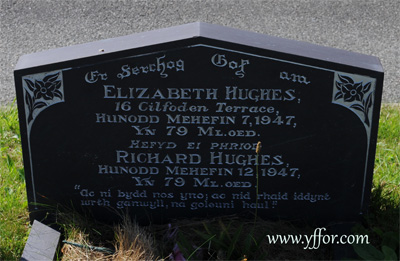 Er Serchog Gof am
ELIZABETH HUGHES,
16 Cilfoden Terrace,
HUNODD MEHEFIN 7, 1947,
YN 79 ML. OED.
HEFYD EI PHRIOD
RICHARD HUGHES,
HUNODD MEHEFIN 12, 1947,
YN 79 ML. OED.
"Ac ni bydd nos yno; ac nid rhaid iddynt
wrth ganwyll, na goleuni haul."
www.yffor.com